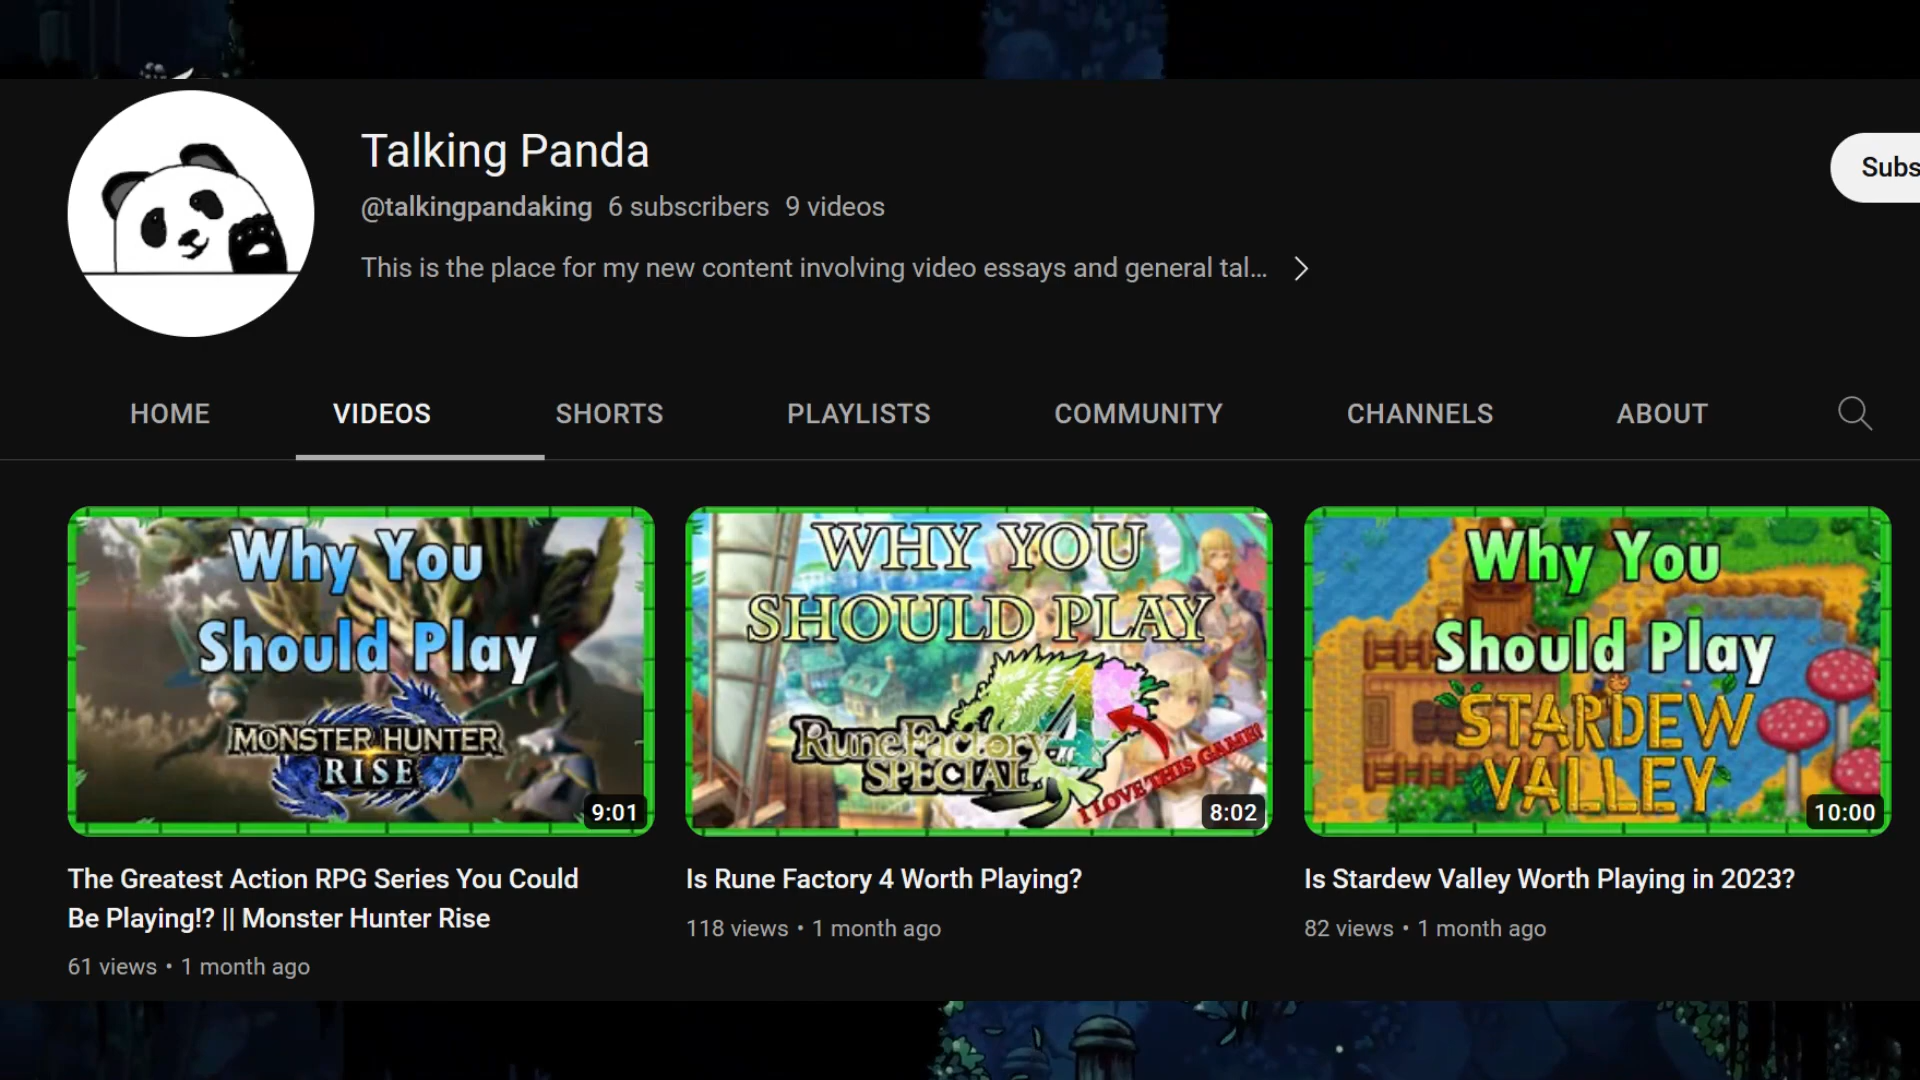 Talking Panda
Subs
@talkingpandaking 6 subscribers 9 videos
This is the place for my new content involving video essays and general tal...
HOME VIDEOS SHORTS PLAYLISTS COMMUNITY CHANNELS ABOUT
Why You
Should Play
MONSTER HUNTER
RISE
9:01
WHY YOU
SHOULD PLAY
Rune Factory 4
SPECIAL
I LOVE THIS GAME!
8:02
Why You
Should Play
STARDEW
VALLEY
10:00
The Greatest Action RPG Series You Could
Be Playing!? || Monster Hunter Rise
61 views • 1 month ago
Is Rune Factory 4 Worth Playing?
118 views • 1 month ago
Is Stardew Valley Worth Playing in 2023?
82 views • 1 month ago